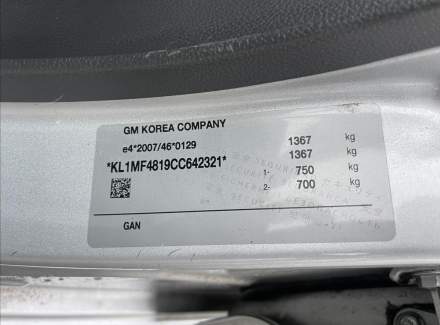 GM KOREA COMPANY
e4*2007/46*0129
1367 kg
*KL1MF4819CC642321* 1367 kg
1- 750 kg
2- 700 kg
GAN